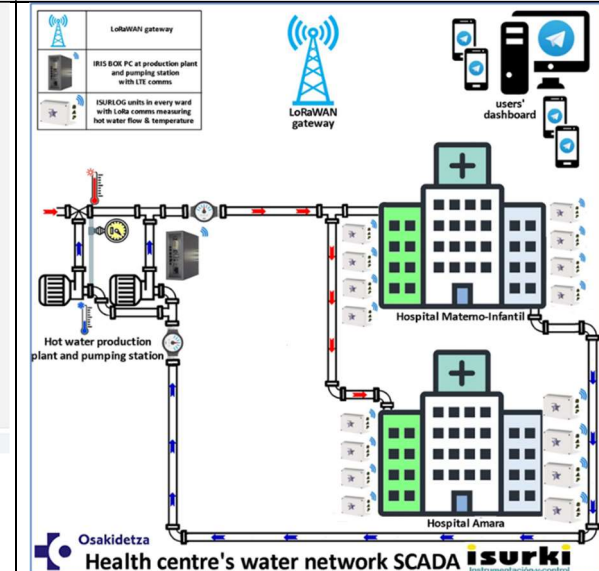 LoRaWAN gateway
IRIS BOX PC at production plant
and pumping station
with LTE comms
ISURLOG units in every ward
with LoRa comms measuring
hot water flow & temperature
LoRaWAN
gateway
users'
dashboard
Hospital Materno-Infantil
Hot water production
plant and pumping station
Hospital Amara
Osakidetza
Health centre's water network SCADA
isurki
Instrumentación y control